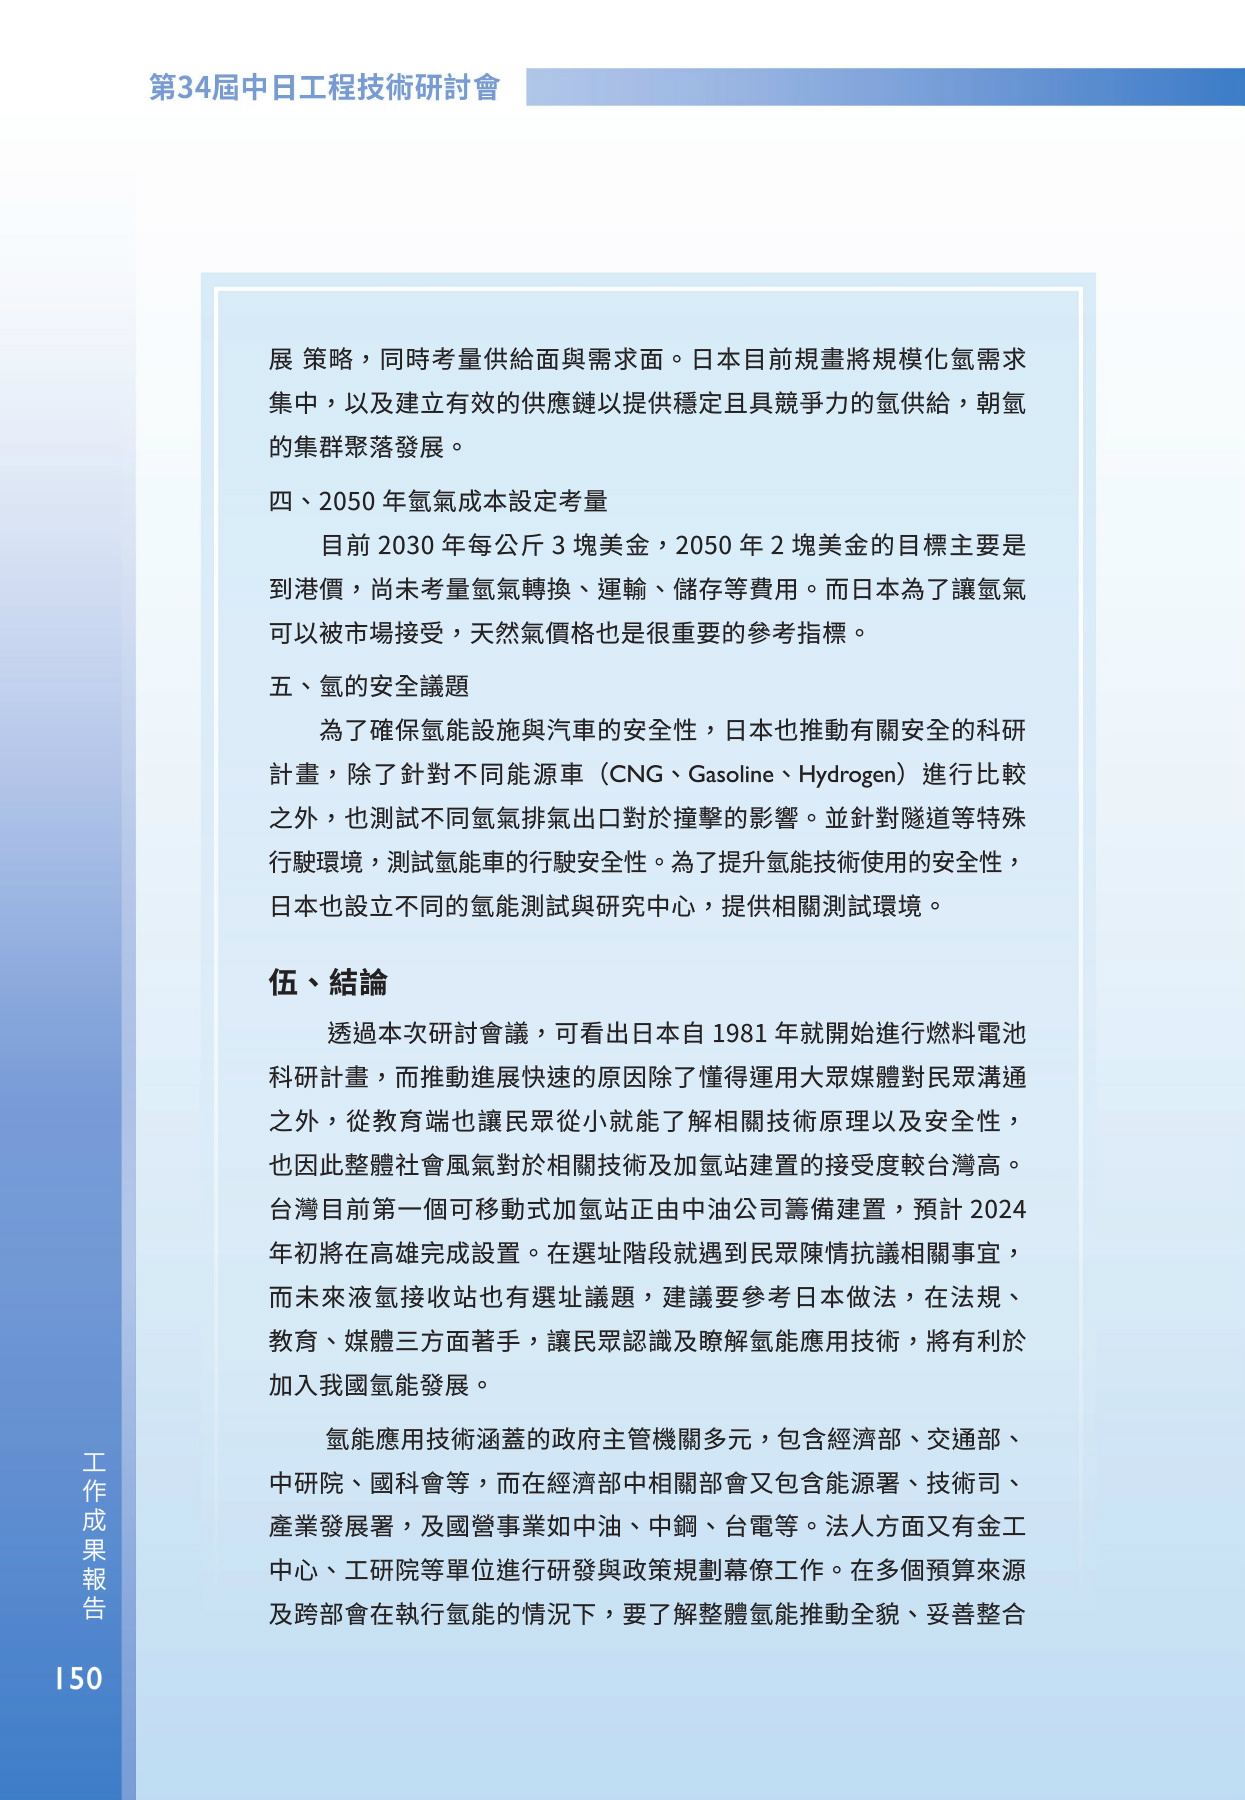 第34屆中日工程技術研討會
展 策略，同時考量供給面與需求面。日本目前規畫將規模化氫需求
集中，以及建立有效的供應鏈以提供穩定且具競爭力的氫供給，朝氫
的集群聚落發展。
四、2050 年氫氣成本設定考量
目前 2030 年每公斤 3 塊美金，2050 年 2 塊美金的目標主要是
到港價，尚未考量氫氣轉換、運輸、儲存等費用。而日本為了讓氫氣
可以被市場接受，天然氣價格也是很重要的參考指標。
五、氫的安全議題
為了確保氫能設施與汽車的安全性，日本也推動有關安全的科研
計畫，除了針對不同能源車（CNG、Gasoline、Hydrogen）進行比較
之外，也測試不同氫氣排氣出口對於撞擊的影響。並針對隧道等特殊
行駛環境，測試氫能車的行駛安全性。為了提升氫能技術使用的安全性，
日本也設立不同的氫能測試與研究中心，提供相關測試環境。
伍、結論
透過本次研討會議，可看出日本自 1981 年就開始進行燃料電池
科研計畫，而推動進展快速的原因除了懂得運用大眾媒體對民眾溝通
之外，從教育端也讓民眾從小就能了解相關技術原理以及安全性，
也因此整體社會風氣對於相關技術及加氫站建置的接受度較台灣高。
台灣目前第一個可移動式加氫站正由中油公司籌備建置，預計 2024
年初將在高雄完成設置。在選址階段就遇到民眾陳情抗議相關事宜，
而未來液氫接收站也有選址議題，建議要參考日本做法，在法規、
教育、媒體三方面著手，讓民眾認識及瞭解氫能應用技術，將有利於
加入我國氫能發展。
氫能應用技術涵蓋的政府主管機關多元，包含經濟部、交通部、
中研院、國科會等，而在經濟部中相關部會又包含能源署、技術司、
產業發展署，及國營事業如中油、中鋼、台電等。法人方面又有金工
中心、工研院等單位進行研發與政策規劃幕僚工作。在多個預算來源
及跨部會在執行氫能的情況下，要了解整體氫能推動全貌、妥善整合
工作成果報告
150